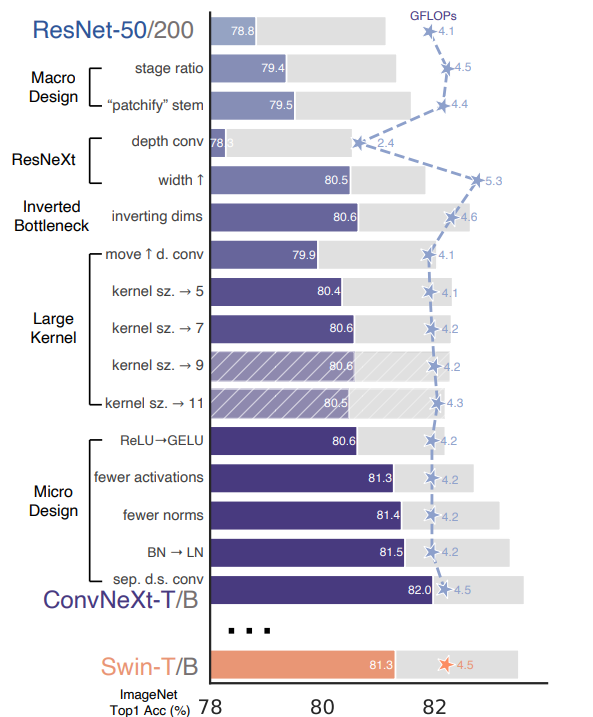 GFLOPs
ResNet-50/200 78.8 4.1
Macro
Design
stage ratio 79.4 4.5
“patchify” stem 79.5 4.4
ResNeXt
depth conv 78.3 2.4
width ↑ 80.5 5.3
Inverted
Bottleneck
inverting dims 80.6 4.6
Large
Kernel
move ↑ d. conv 79.9 4.1
kernel sz. → 5 80.4 4.1
kernel sz. → 7 80.6 4.2
kernel sz. → 9 80.6 4.2
kernel sz. → 11 80.5 4.3
Micro
Design
ReLU→GELU 80.6 4.2
fewer activations 81.3 4.2
fewer norms 81.4 4.2
BN → LN 81.5 4.2
sep. d.s. conv 82.0 4.5
ConvNeXt-T/B
...
Swin-T/B 81.3 4.5
ImageNet
Top1 Acc (%) 78 80 82